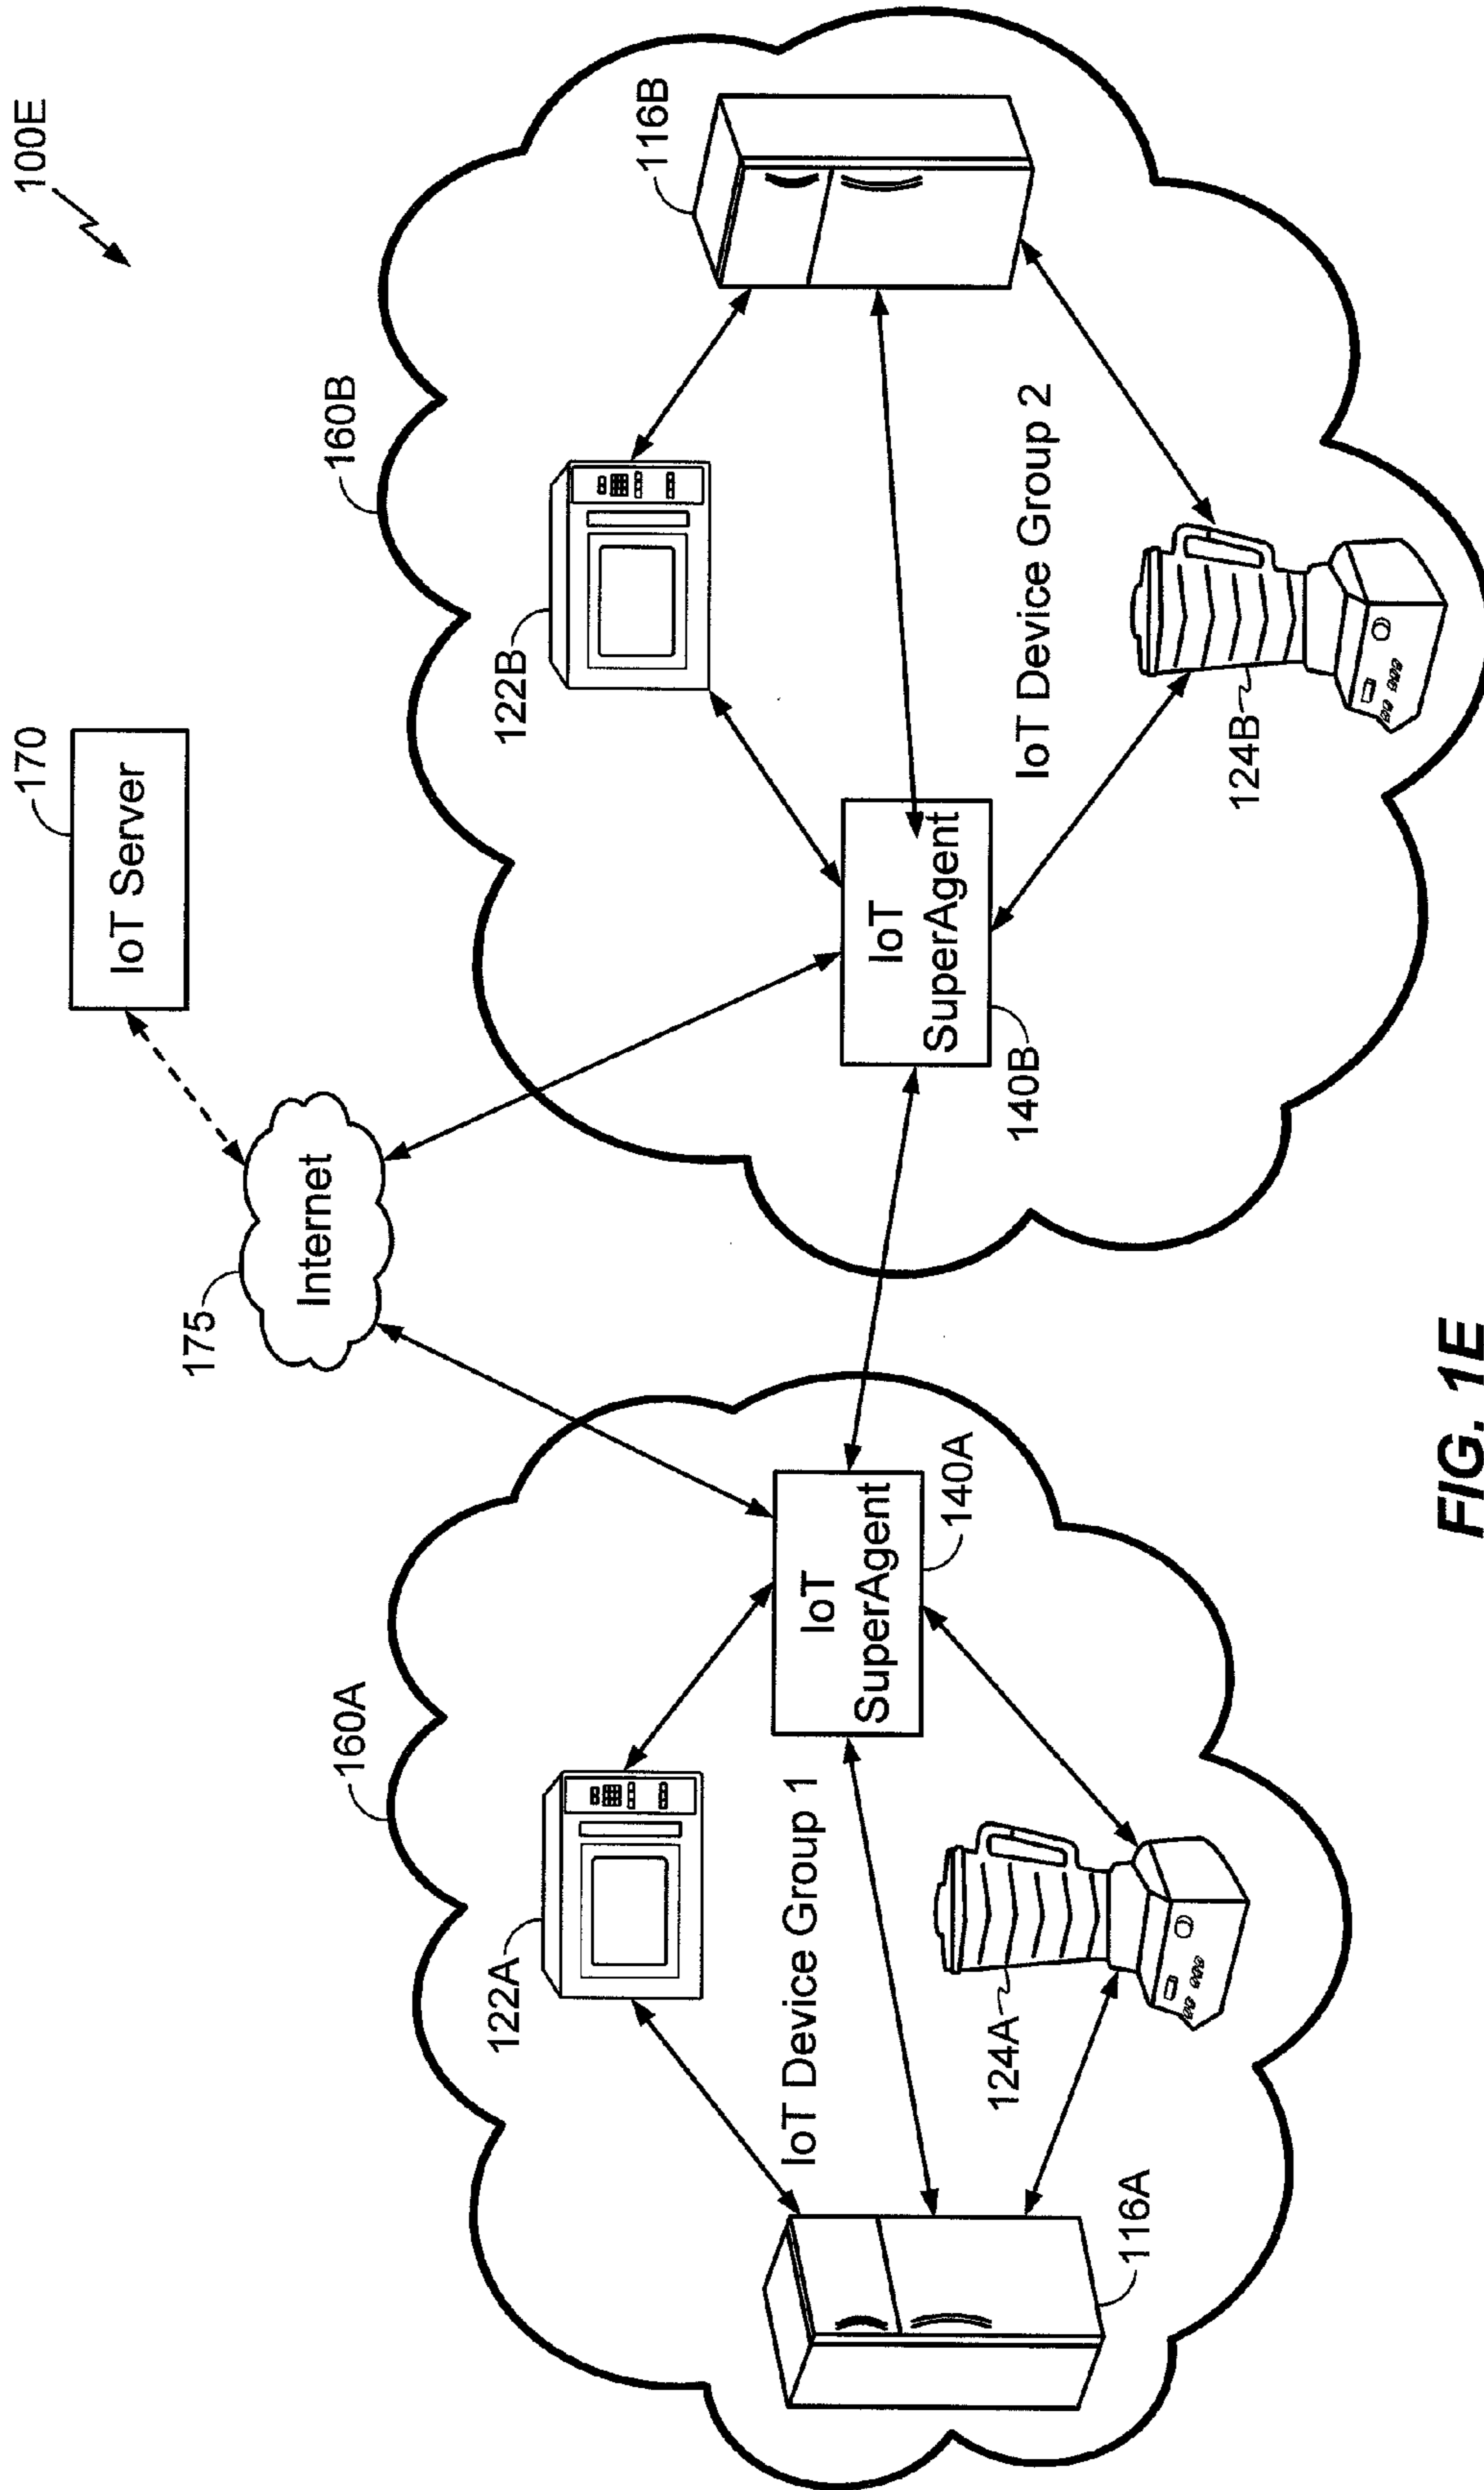 100E
170
IoT Server
175
Internet
160A
160B
122A
122B
116B
IoT Device Group 1
IoT
SuperAgent
140A
IoT
SuperAgent
140B
IoT Device Group 2
116A
124A
124B
FIG. 1E